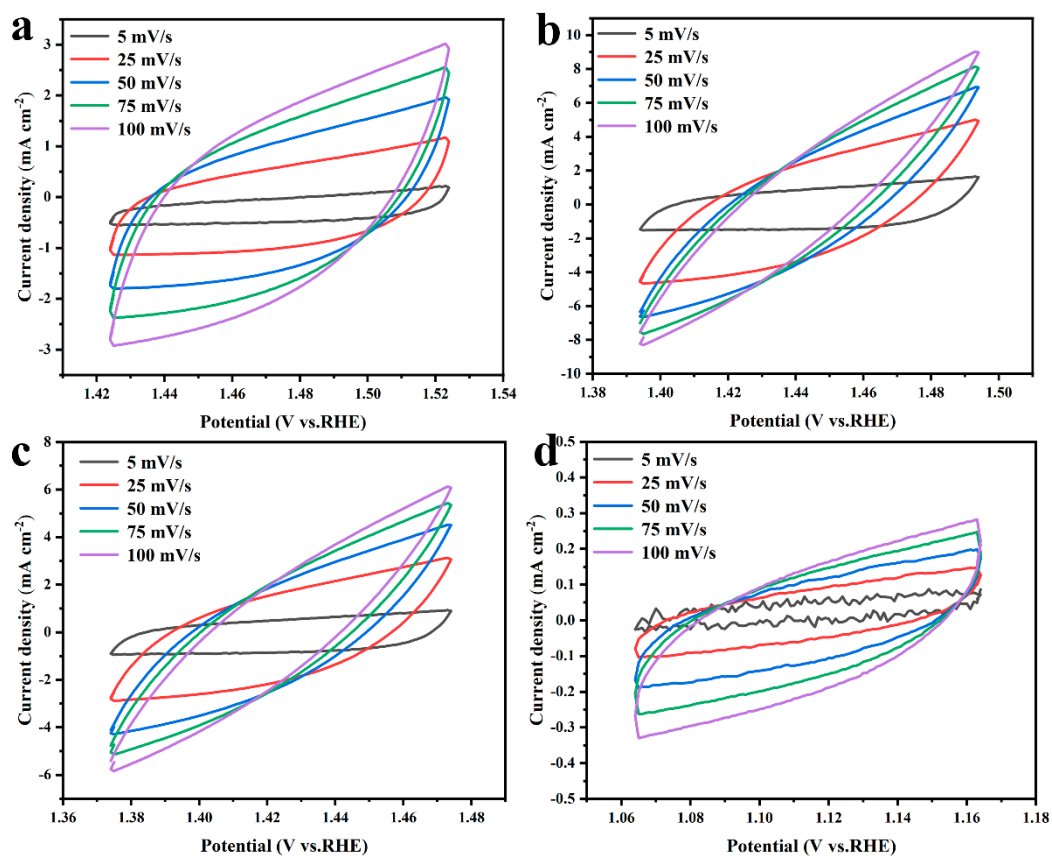 a
5 mV/s
25 mV/s
50 mV/s
75 mV/s
100 mV/s
3
2
1
0
-1
-2
-3
Current density (mA cm⁻²)
1.42 1.44 1.46 1.48 1.50 1.52 1.54
Potential (V vs.RHE)
b
5 mV/s
25 mV/s
50 mV/s
75 mV/s
100 mV/s
10
8
6
4
2
0
-2
-4
-6
-8
-10
Current density (mA cm⁻²)
1.38 1.40 1.42 1.44 1.46 1.48 1.50
Potential (V vs.RHE)
c
5 mV/s
25 mV/s
50 mV/s
75 mV/s
100 mV/s
8
6
4
2
0
-2
-4
-6
Current density (mA cm⁻²)
1.36 1.38 1.40 1.42 1.44 1.46 1.48
Potential (V vs.RHE)
d
5 mV/s
25 mV/s
50 mV/s
75 mV/s
100 mV/s
0.5
0.4
0.3
0.2
0.1
0.0
-0.1
-0.2
-0.3
-0.4
-0.5
Current density (mA cm⁻²)
1.06 1.08 1.10 1.12 1.14 1.16 1.18
Potential (V vs.RHE)